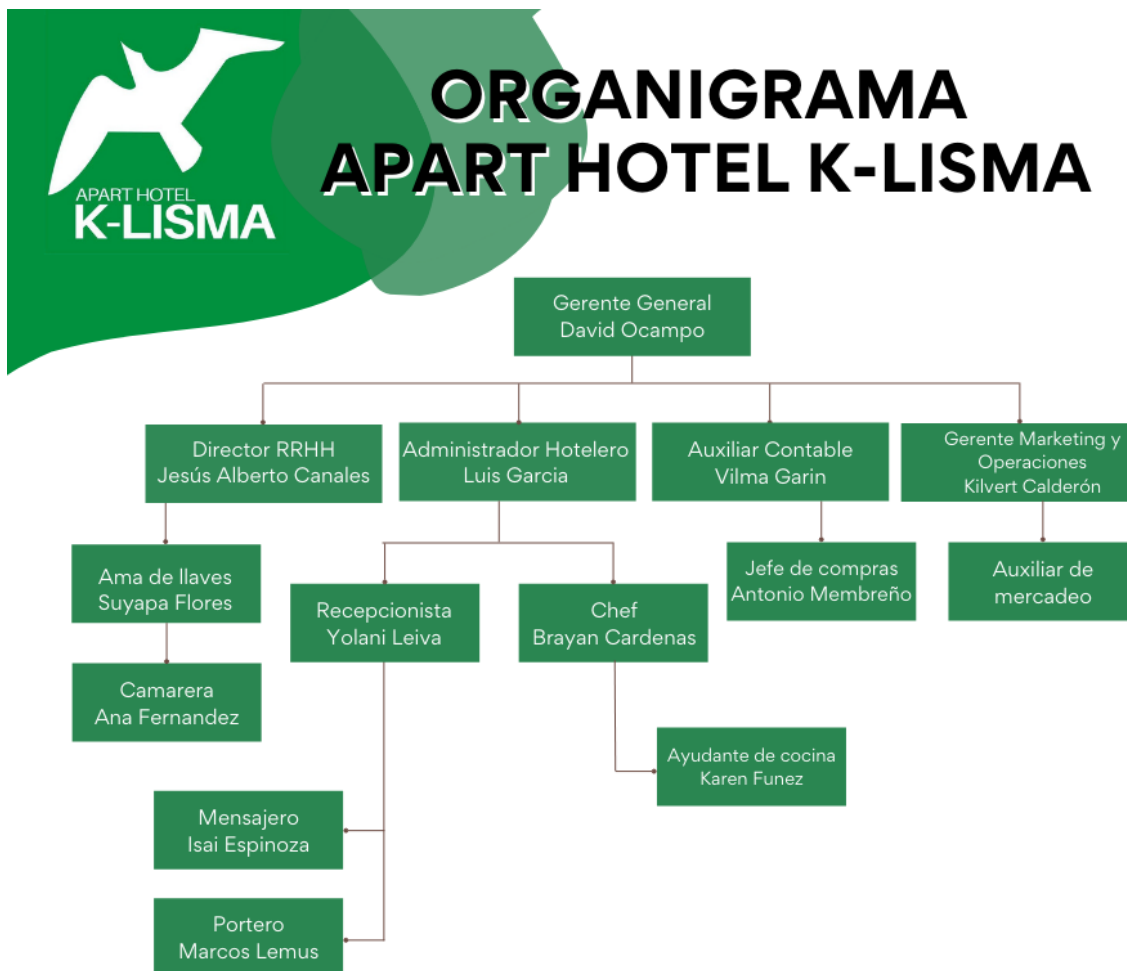 APART HOTEL
K-LISMA
ORGANIGRAMA
APART HOTEL K-LISMA
Gerente General
David Ocampo
Director RRHH
Jesús Alberto Canales
Administrador Hotelero
Luis Garcia
Auxiliar Contable
Vilma Garin
Gerente Marketing y
Operaciones
Kilvert Calderón
Ama de llaves
Suyapa Flores
Recepcionista
Yolani Leiva
Chef
Brayan Cardenas
Jefe de compras
Antonio Membreño
Auxiliar de
mercadeo
Camarera
Ana Fernandez
Ayudante de cocina
Karen Funez
Mensajero
Isai Espinoza
Portero
Marcos Lemus